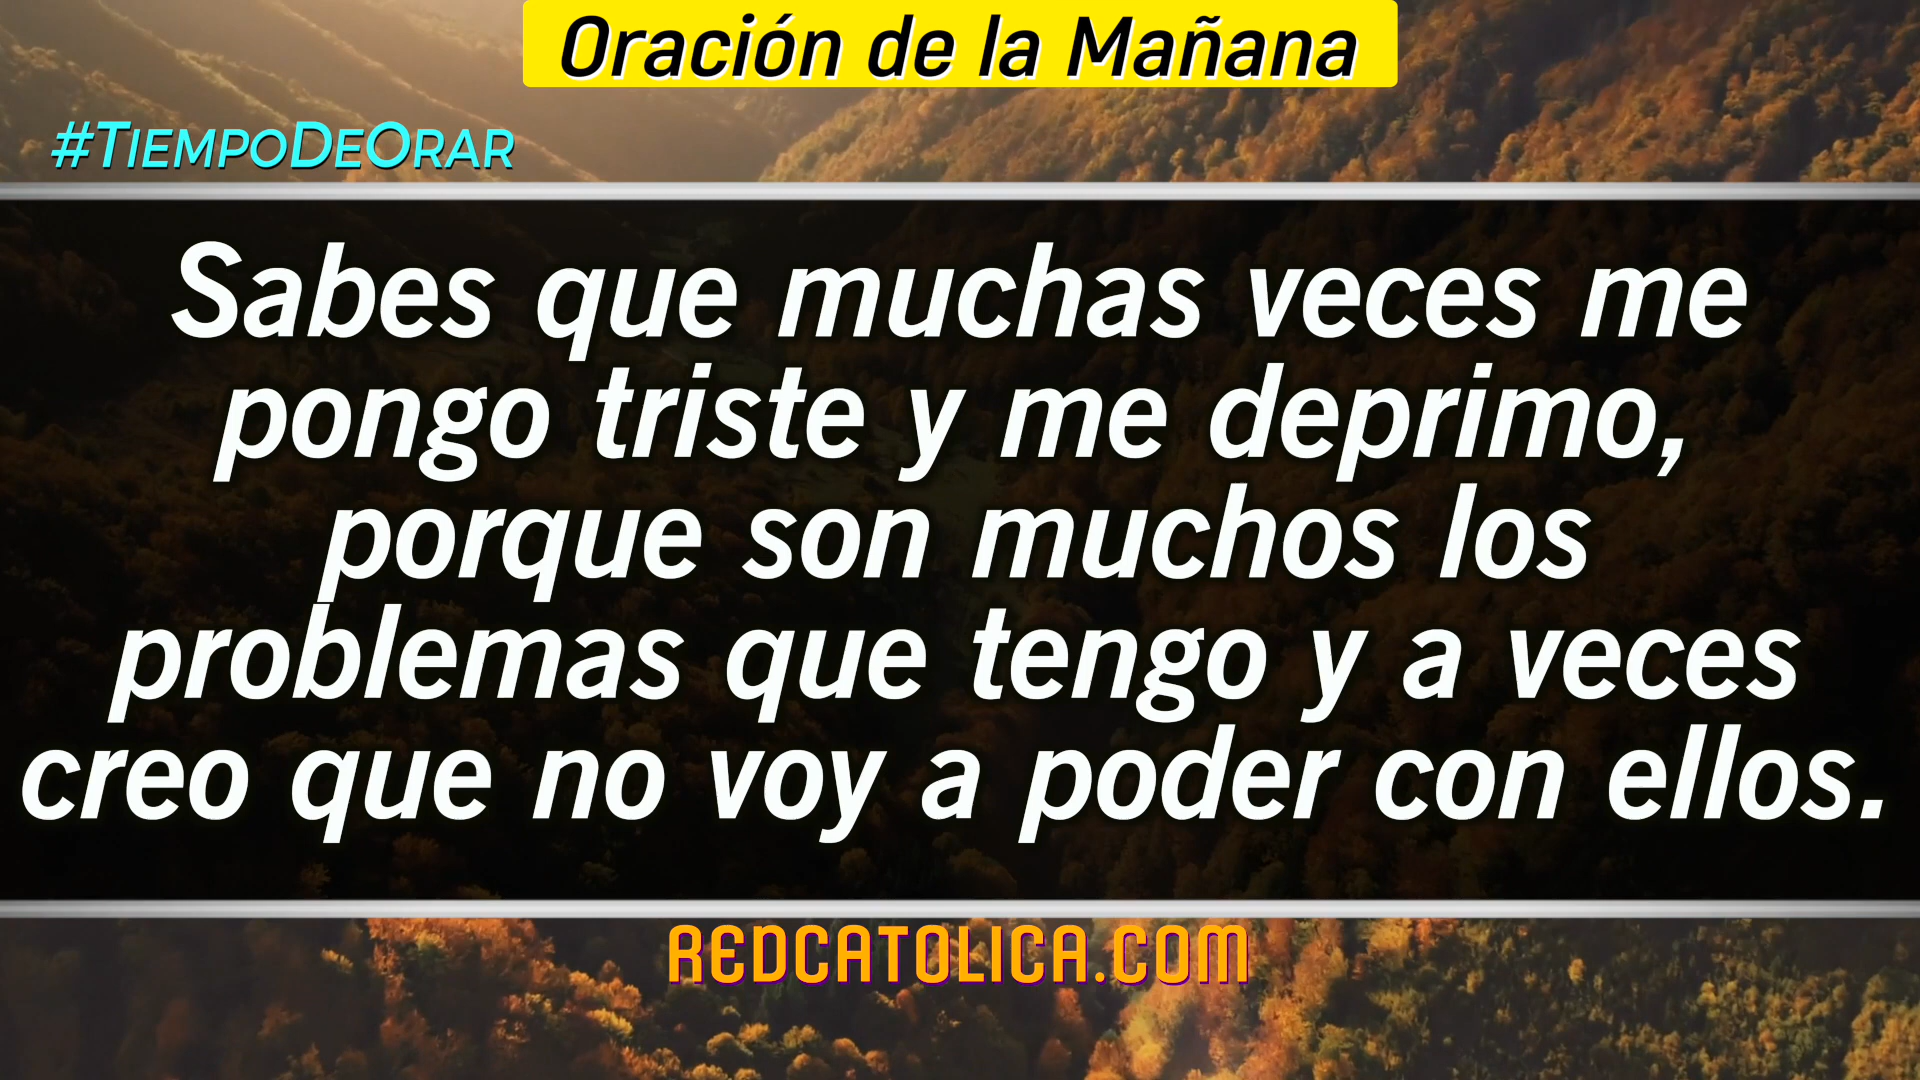 Oración de la Mañana
#TIEMPODEORAR
Sabes que muchas veces me
pongo triste y me deprimo,
porque son muchos los
problemas que tengo y a veces
creo que no voy a poder con ellos.
REDCATOLICA.COM